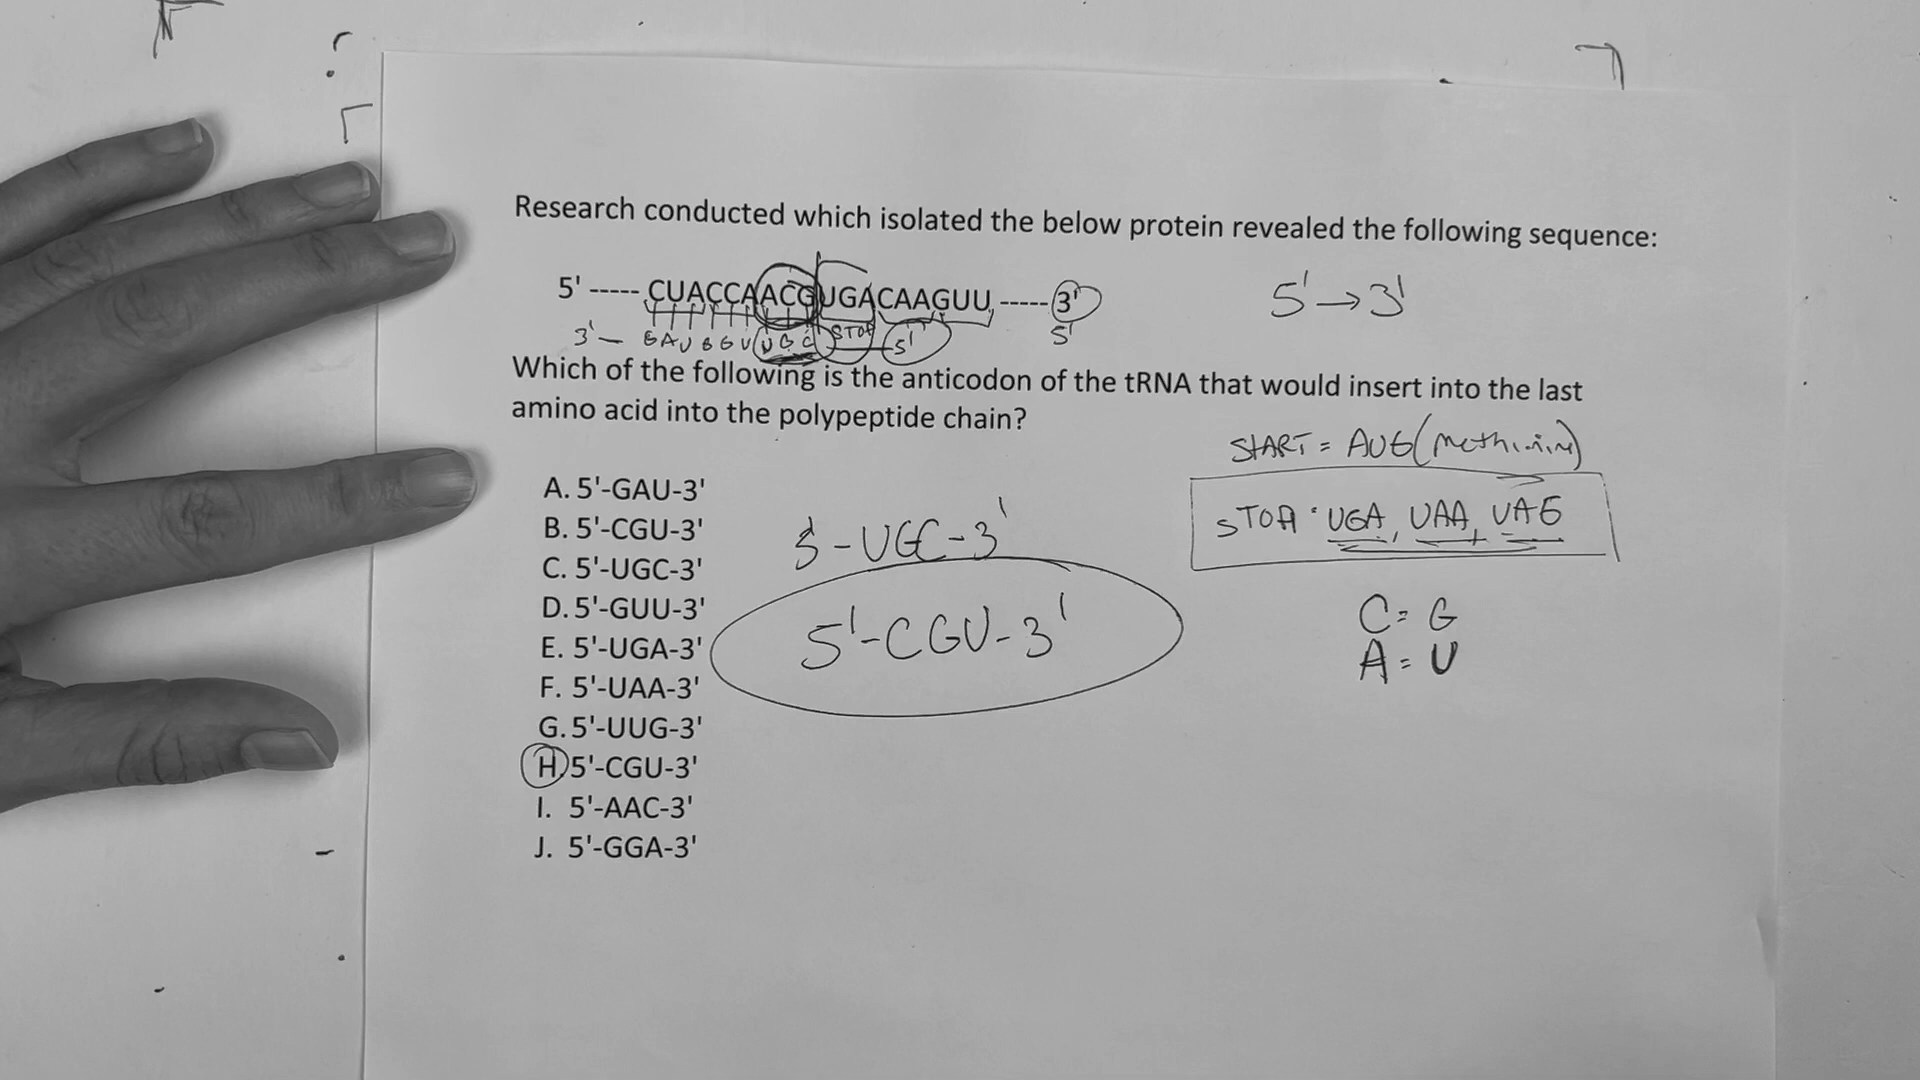 Research conducted which isolated the below protein revealed the following sequence:
5' ----- CUACCAACGUGACAAGUU ----- 3'
5'→3'
3'— GAUGGUUGC STOP — 5'
5'
Which of the following is the anticodon of the tRNA that would insert into the last
amino acid into the polypeptide chain?
START = AUG (methinin)
STOP: UGA, UAA, UAG
A. 5'-GAU-3'
B. 5'-CGU-3'
C. 5'-UGC-3'
D. 5'-GUU-3'
E. 5'-UGA-3'
F. 5'-UAA-3'
G. 5'-UUG-3'
H. 5'-CGU-3'
I. 5'-AAC-3'
J. 5'-GGA-3'
-UGC-3'
5'-CGU-3'
C = G
A = U